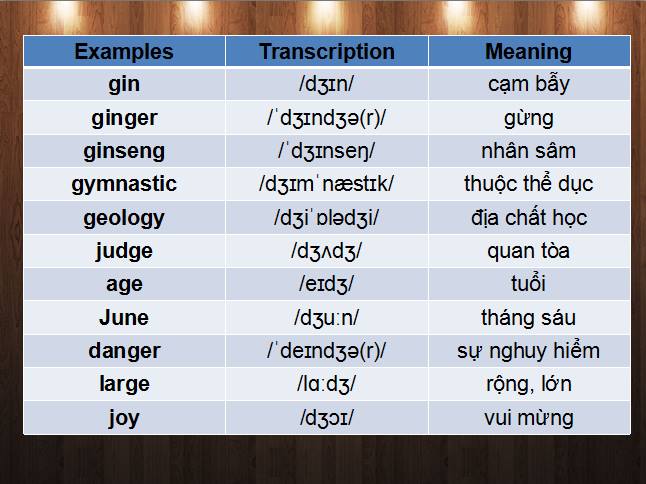 Examples Transcription Meaning
gin /dʒɪn/ cạm bẫy
ginger /ˈdʒɪndʒə(r)/ gừng
ginseng /ˈdʒɪnseŋ/ nhân sâm
gymnastic /dʒɪmˈnæstɪk/ thuộc thể dục
geology /dʒiˈɒlədʒi/ địa chất học
judge /dʒʌdʒ/ quan tòa
age /eɪdʒ/ tuổi
June /dʒuːn/ tháng sáu
danger /ˈdeɪndʒə(r)/ sự nghuy hiểm
large /lɑːdʒ/ rộng, lớn
joy /dʒɔɪ/ vui mừng